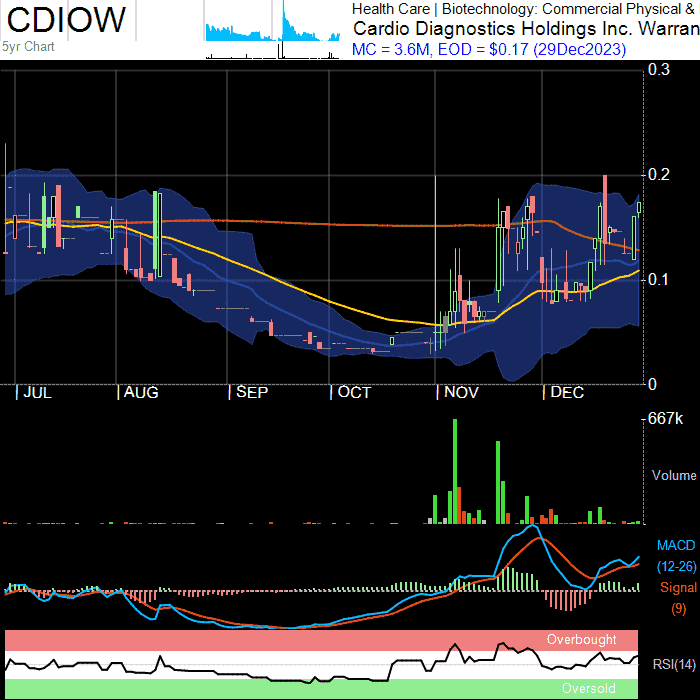 CDIOW
5yr Chart
Health Care | Biotechnology: Commercial Physical &
Cardio Diagnostics Holdings Inc. Warran
MC = 3.6M, EOD = $0.17 (29Dec2023)
0.3
0.2
0.1
0
JUL AUG SEP OCT NOV DEC
667k
Volume
MACD
(12-26)
Signal
(9)
Overbought
RSI(14)
Oversold